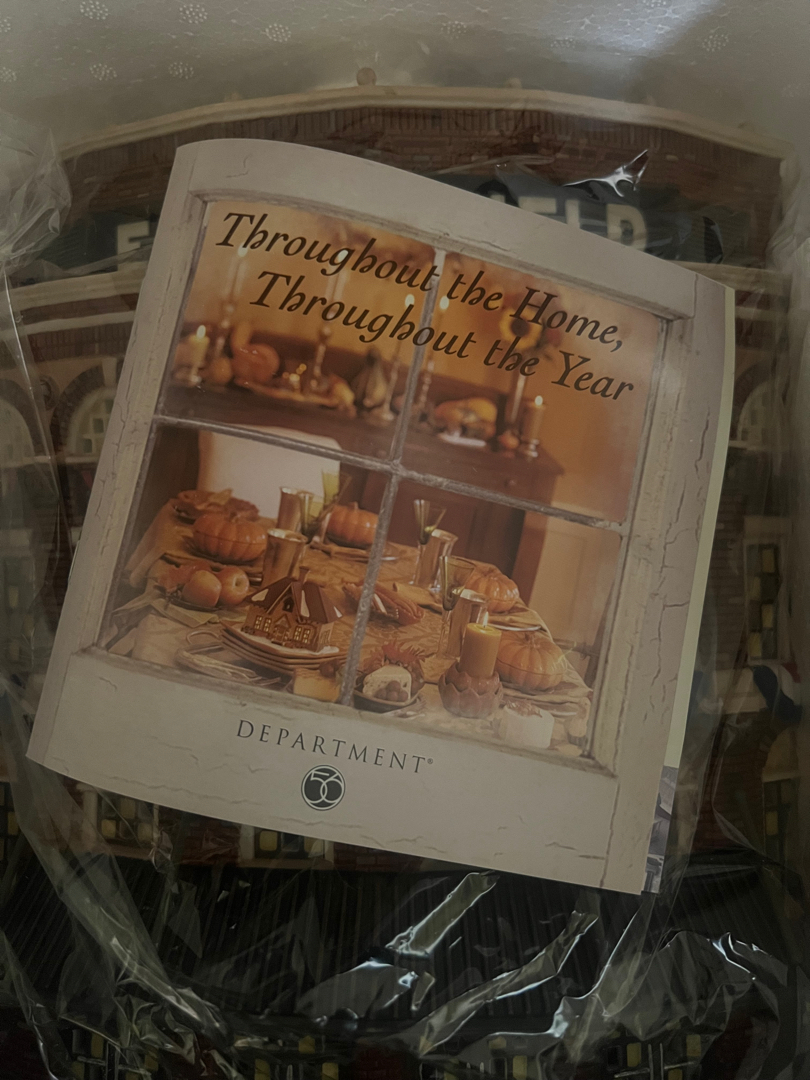 Throughout the Home,
Throughout the Year
DEPARTMENT®
56